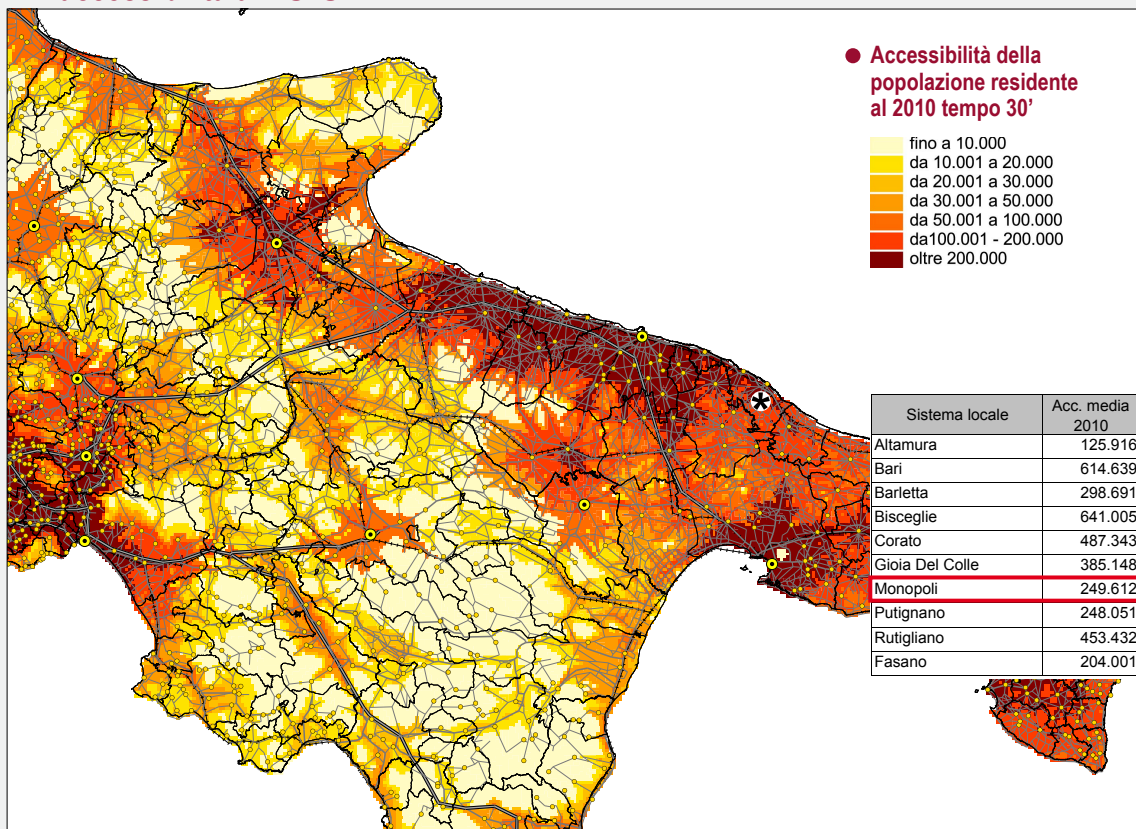 ● Accessibilità della
popolazione residente
al 2010 tempo 30’
fino a 10.000
da 10.001 a 20.000
da 20.001 a 30.000
da 30.001 a 50.000
da 50.001 a 100.000
da100.001 - 200.000
oltre 200.000
*
Sistema locale Acc. media 2010
Altamura 125.916
Bari 614.639
Barletta 298.691
Bisceglie 641.005
Corato 487.343
Gioia Del Colle 385.148
Monopoli 249.612
Putignano 248.051
Rutigliano 453.432
Fasano 204.001